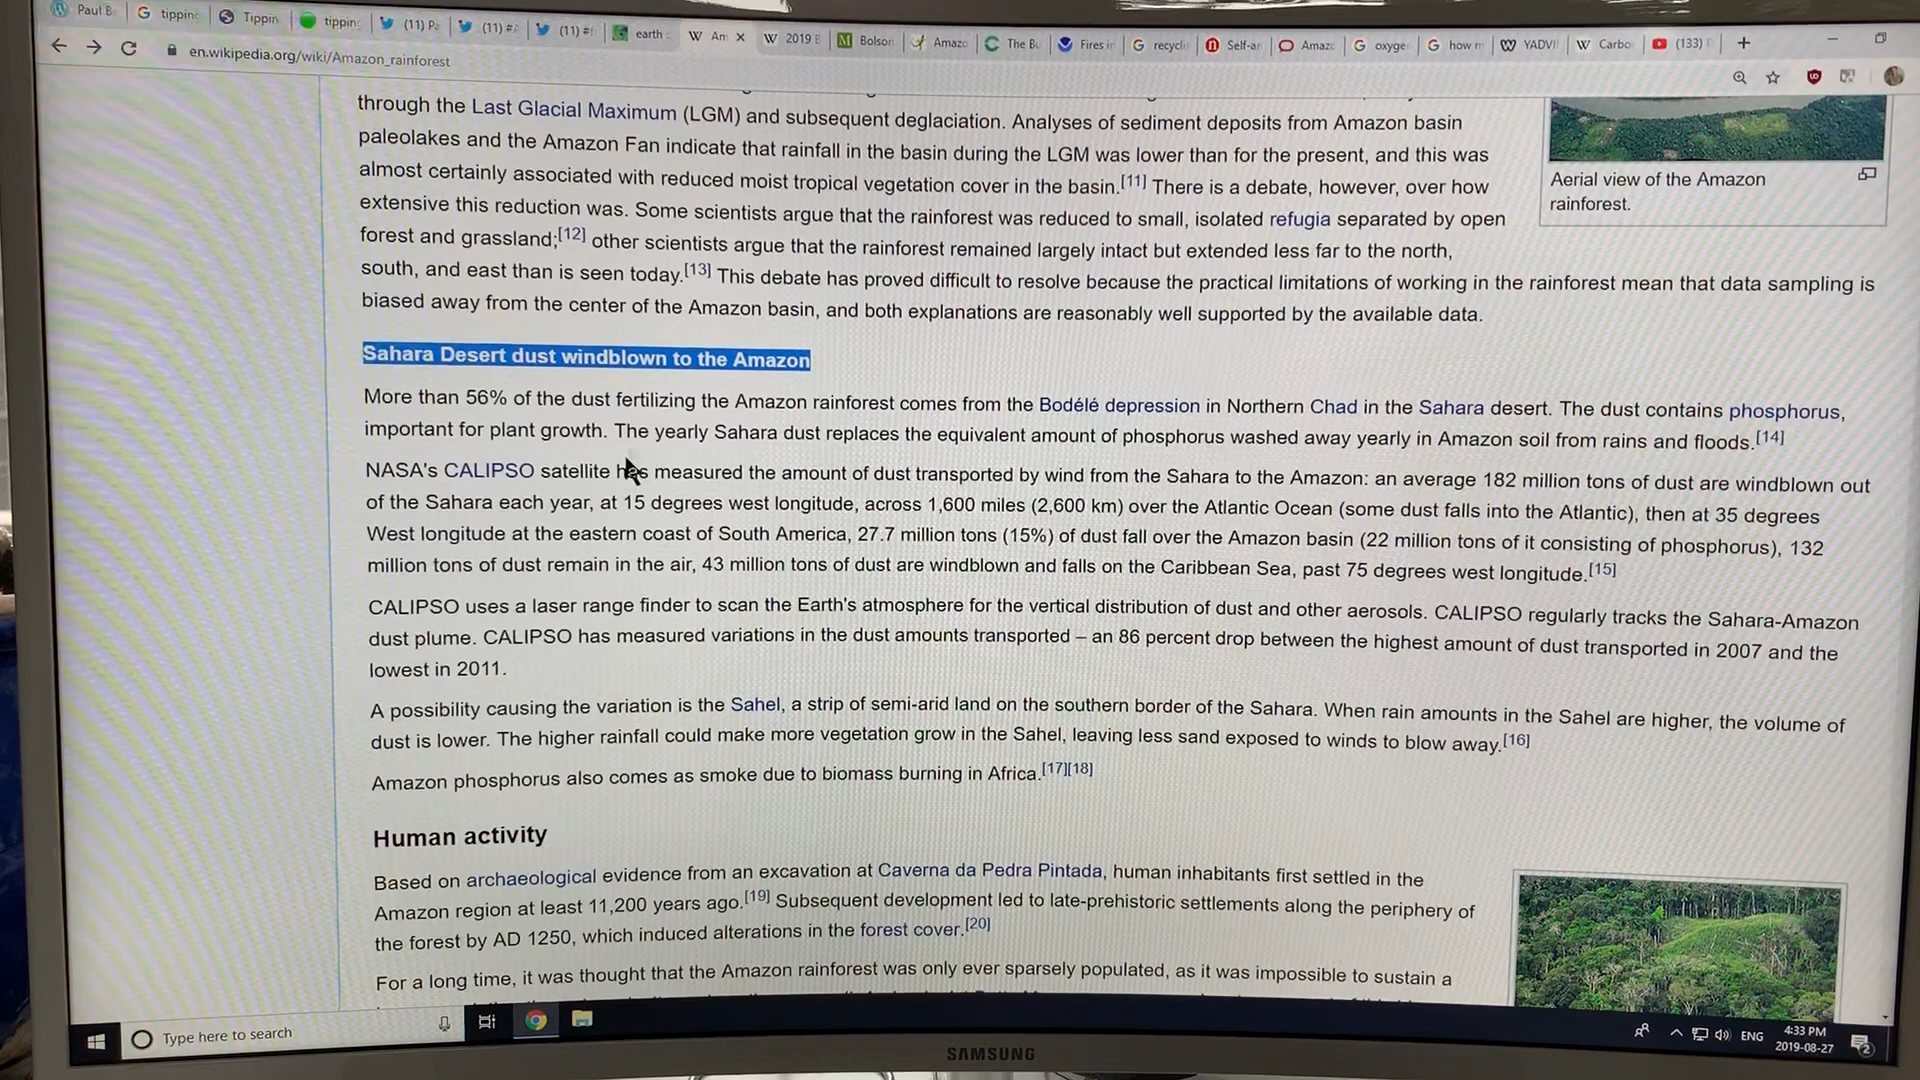 Paul B
tipping
Tippin
tipping
(11) Pa
(11) #
(11) #
earth
Am
2019 E
Bolson
Amazo
The Bu
Fires in
recycli
Self-ar
Amaz
oxyge
how m
YADVI
Carbo
(133)
en.wikipedia.org/wiki/Amazon_rainforest
through the Last Glacial Maximum (LGM) and subsequent deglaciation. Analyses of sediment deposits from Amazon basin
paleolakes and the Amazon Fan indicate that rainfall in the basin during the LGM was lower than for the present, and this was
almost certainly associated with reduced moist tropical vegetation cover in the basin.[11] There is a debate, however, over how
extensive this reduction was. Some scientists argue that the rainforest was reduced to small, isolated refugia separated by open
forest and grassland;[12] other scientists argue that the rainforest remained largely intact but extended less far to the north,
south, and east than is seen today.[13] This debate has proved difficult to resolve because the practical limitations of working in the rainforest mean that data sampling is
biased away from the center of the Amazon basin, and both explanations are reasonably well supported by the available data.
Aerial view of the Amazon
rainforest.
Sahara Desert dust windblown to the Amazon
More than 56% of the dust fertilizing the Amazon rainforest comes from the Bodélé depression in Northern Chad in the Sahara desert. The dust contains phosphorus,
important for plant growth. The yearly Sahara dust replaces the equivalent amount of phosphorus washed away yearly in Amazon soil from rains and floods.[14]
NASA's CALIPSO satellite has measured the amount of dust transported by wind from the Sahara to the Amazon: an average 182 million tons of dust are windblown out
of the Sahara each year, at 15 degrees west longitude, across 1,600 miles (2,600 km) over the Atlantic Ocean (some dust falls into the Atlantic), then at 35 degrees
West longitude at the eastern coast of South America, 27.7 million tons (15%) of dust fall over the Amazon basin (22 million tons of it consisting of phosphorus), 132
million tons of dust remain in the air, 43 million tons of dust are windblown and falls on the Caribbean Sea, past 75 degrees west longitude.[15]
CALIPSO uses a laser range finder to scan the Earth's atmosphere for the vertical distribution of dust and other aerosols. CALIPSO regularly tracks the Sahara-Amazon
dust plume. CALIPSO has measured variations in the dust amounts transported – an 86 percent drop between the highest amount of dust transported in 2007 and the
lowest in 2011.
A possibility causing the variation is the Sahel, a strip of semi-arid land on the southern border of the Sahara. When rain amounts in the Sahel are higher, the volume of
dust is lower. The higher rainfall could make more vegetation grow in the Sahel, leaving less sand exposed to winds to blow away.[16]
Amazon phosphorus also comes as smoke due to biomass burning in Africa.[17][18]
Human activity
Based on archaeological evidence from an excavation at Caverna da Pedra Pintada, human inhabitants first settled in the
Amazon region at least 11,200 years ago.[19] Subsequent development led to late-prehistoric settlements along the periphery of
the forest by AD 1250, which induced alterations in the forest cover.[20]
For a long time, it was thought that the Amazon rainforest was only ever sparsely populated, as it was impossible to sustain a
Type here to search
ENG
4:33 PM
2019-08-27
2
SAMSUNG